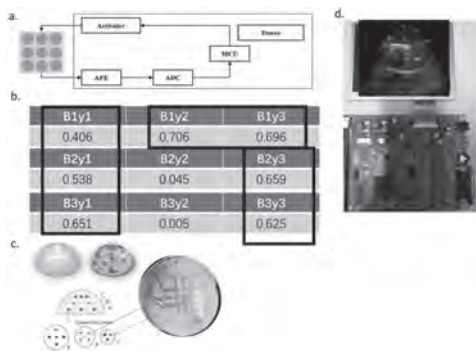 a.
Activator
Power
MCU
AFE
ADC
b.
B1y1 B1y2 B1y3
0.406 0.706 0.696
B2y1 B2y2 B2y3
0.538 0.045 0.659
B3y1 B3y2 B3y3
0.651 0.005 0.625
c.
d.